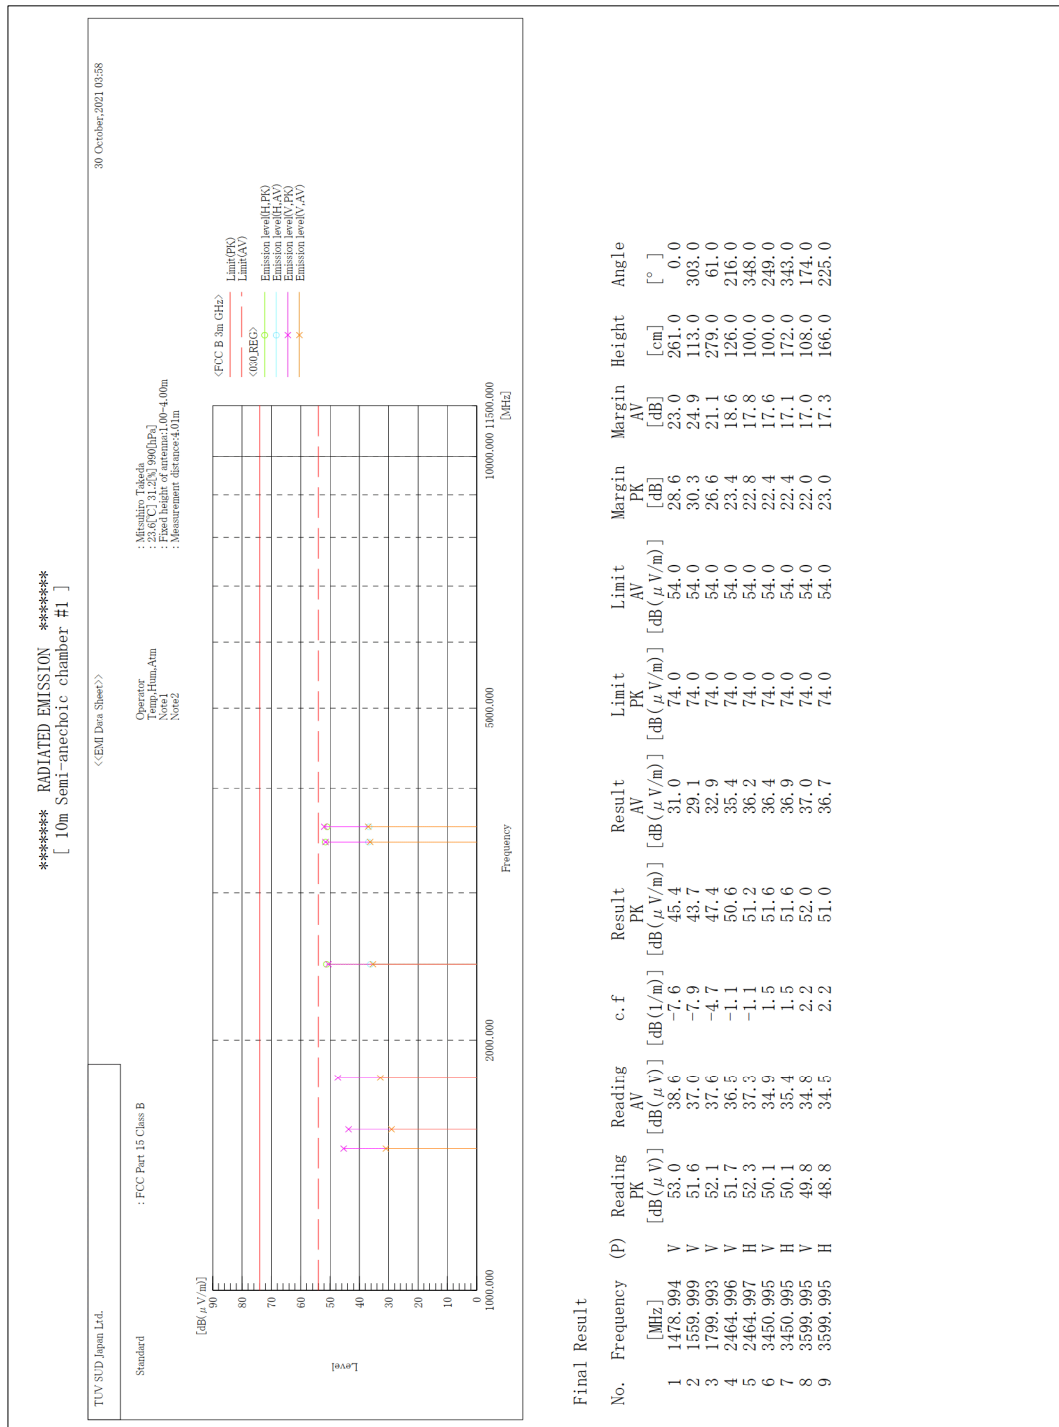 ******* RADIATED EMISSION *******
[ 10m Semi-anechoic chamber #1 ]
TUV SUD Japan Ltd.
<<EMI Data Sheet>>
30 October,2021 03:58
Standard : FCC Part 15 Class B
Operator : Mitsuhiro Takeda
Temp,Hum,Atm : 23.6[℃] 31.2[%] 990[hPa]
Note1 : Fixed height of antenna:1.00-4.00m
Note2 : Measurement distance:4.01m
<FCC B 3m GHz>
Limit(PK)
Limit(AV)
<030_REG>
Emission level(H,PK)
Emission level(H,AV)
Emission level(V,PK)
Emission level(V,AV)
[dB(μV/m)]
90
80
70
60
50
40
30
20
10
0
Level
1000.000 2000.000 5000.000 10000.000 11500.000
Frequency [MHz]
Final Result
No. Frequency (P) Reading Reading c.f Result Result Limit Limit Margin Margin Height Angle
PK AV PK AV PK AV PK AV
[MHz] [dB(μV)] [dB(μV)] [dB(1/m)] [dB(μV/m)] [dB(μV/m)] [dB(μV/m)] [dB(μV/m)] [dB] [dB] [cm] [° ]
1 1478.994 V 53.0 38.6 -7.6 45.4 31.0 74.0 54.0 28.6 23.0 261.0 0.0
2 1559.999 V 51.6 37.0 -7.9 43.7 29.1 74.0 54.0 30.3 24.9 113.0 303.0
3 1799.993 V 52.1 37.6 -4.7 47.4 32.9 74.0 54.0 26.6 21.1 279.0 61.0
4 2464.996 V 51.7 36.5 -1.1 50.6 35.4 74.0 54.0 23.4 18.6 126.0 216.0
5 2464.997 H 52.3 37.3 -1.1 51.2 36.2 74.0 54.0 22.8 17.8 100.0 348.0
6 3450.995 V 50.1 34.9 1.5 51.6 36.4 74.0 54.0 22.4 17.6 100.0 249.0
7 3450.995 H 50.1 35.4 1.5 51.6 36.9 74.0 54.0 22.4 17.1 172.0 343.0
8 3599.995 V 49.8 34.8 2.2 52.0 37.0 74.0 54.0 22.0 17.0 108.0 174.0
9 3599.995 H 48.8 34.5 2.2 51.0 36.7 74.0 54.0 23.0 17.3 166.0 225.0